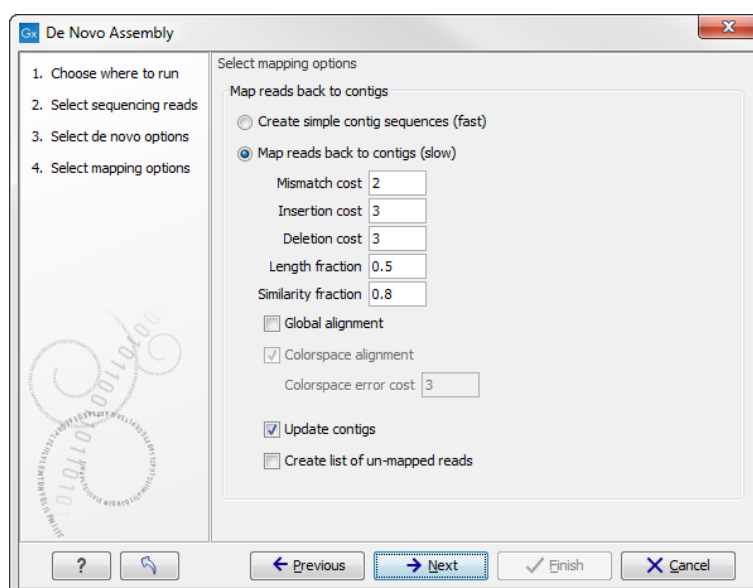 Gx De Novo Assembly
X
1. Choose where to run
2. Select sequencing reads
3. Select de novo options
4. Select mapping options
Select mapping options
Map reads back to contigs
Create simple contig sequences (fast)
Map reads back to contigs (slow)
Mismatch cost 2
Insertion cost 3
Deletion cost 3
Length fraction 0.5
Similarity fraction 0.8
Global alignment
Colorspace alignment
Colorspace error cost 3
Update contigs
Create list of un-mapped reads
?
Previous
Next
Finish
Cancel